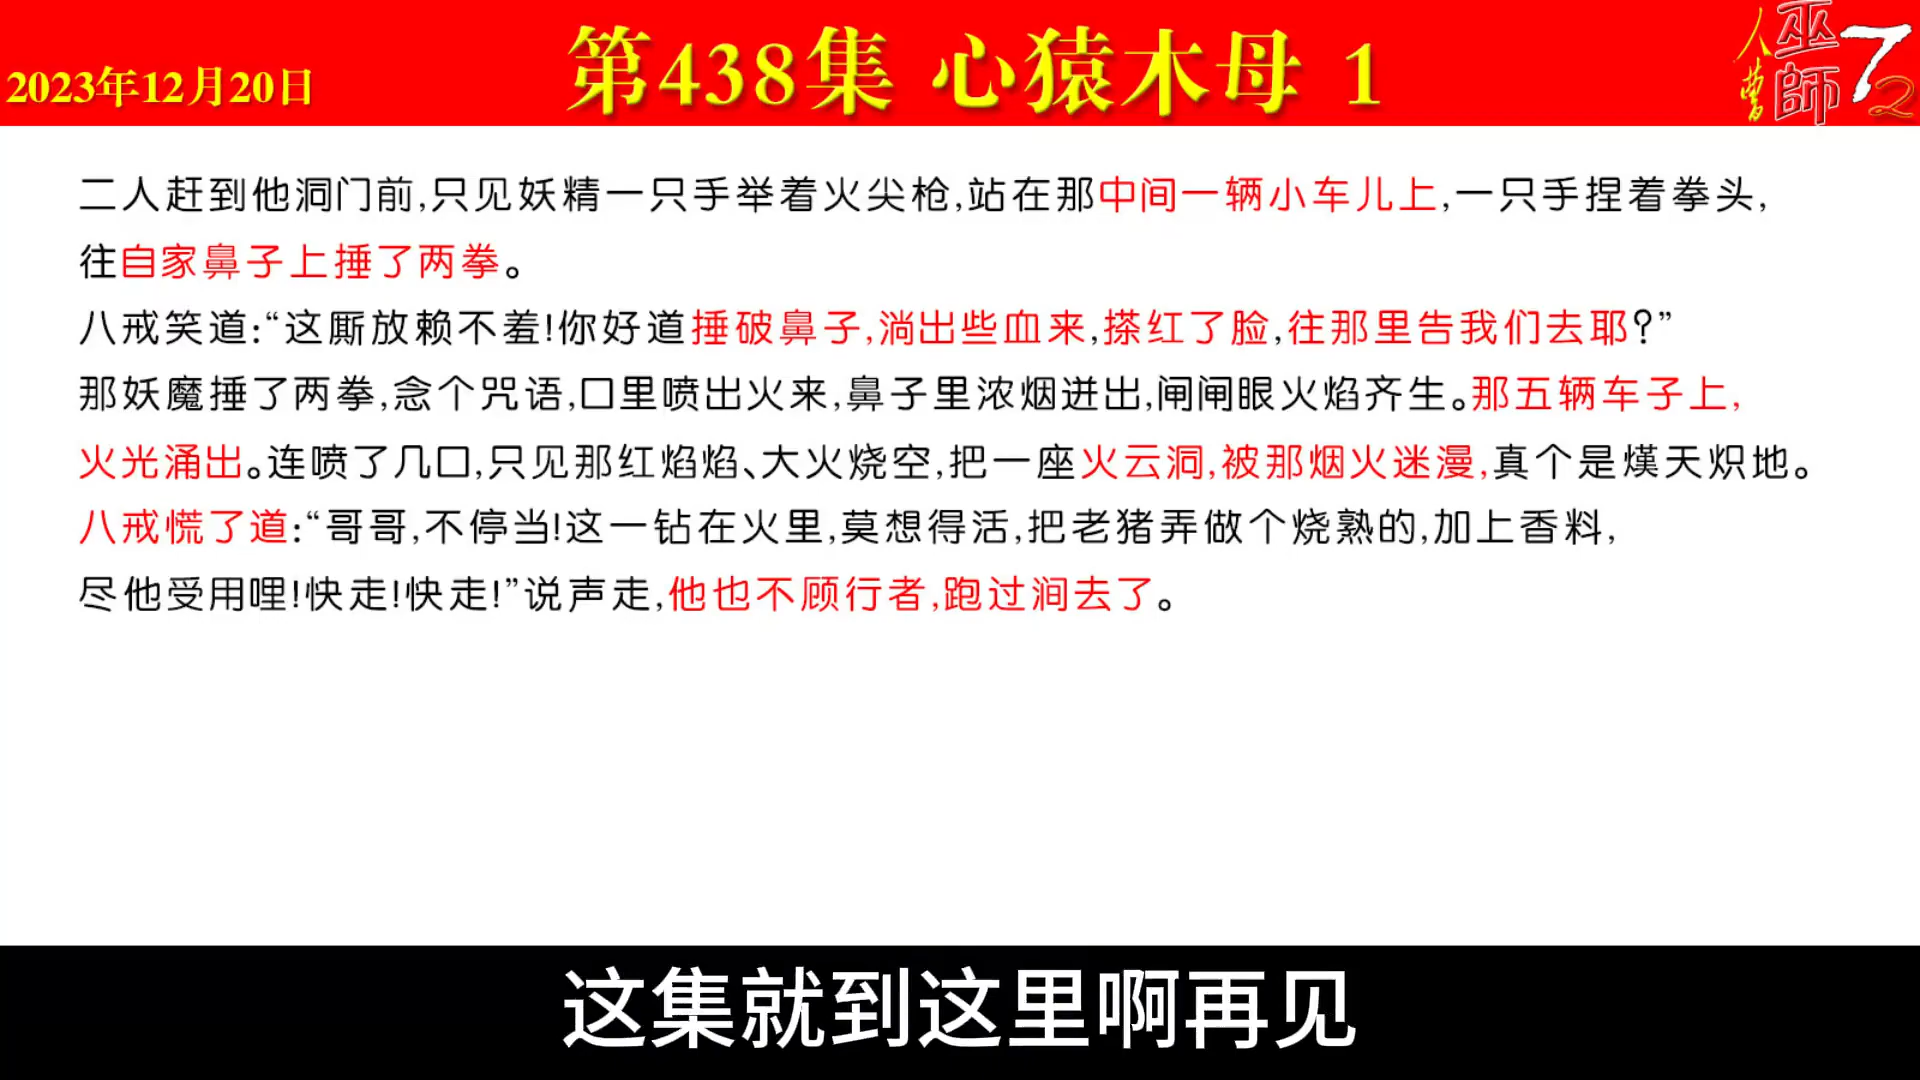 2023年12月20日
第438集 心猿木母 1
人曹
巫師
72
二人赶到他洞门前,只见妖精一只手举着火尖枪,站在那中间一辆小车儿上,一只手捏着拳头,
往自家鼻子上捶了两拳。
八戒笑道:“这厮放赖不羞!你好道捶破鼻子,淌出些血来,搽红了脸,往那里告我们去耶?”
那妖魔捶了两拳,念个咒语,口里喷出火来,鼻子里浓烟迸出,闸闸眼火焰齐生。那五辆车子上,
火光涌出。连喷了几口,只见那红焰焰、大火烧空,把一座火云洞,被那烟火迷漫,真个是熯天炽地。
八戒慌了道:“哥哥,不停当!这一钻在火里,莫想得活,把老猪弄做个烧熟的,加上香料,
尽他受用哩!快走!快走!”说声走,他也不顾行者,跑过涧去了。
这集就到这里啊再见